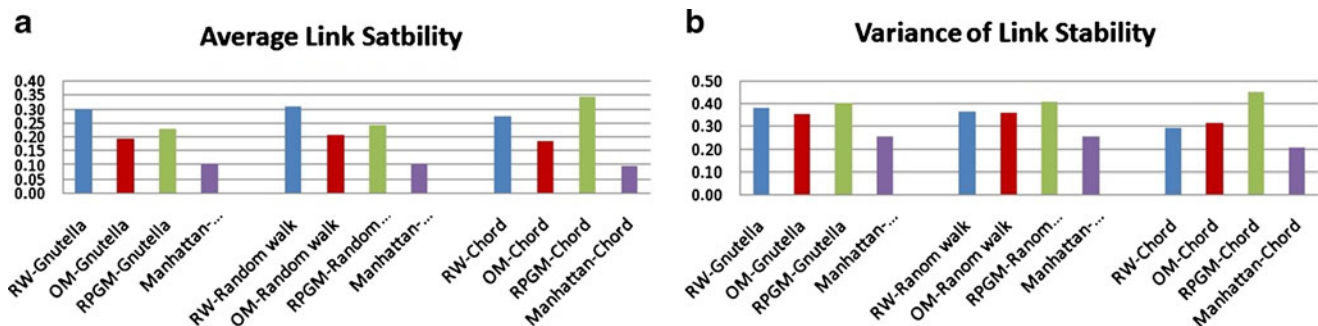 a
Average Link Satbility
0.40
0.35
0.30
0.25
0.20
0.15
0.10
0.05
0.00
RW-Gnutella
OM-Gnutella
RPGM-Gnutella
Manhattan-...
RW-Random walk
OM-Random walk
RPGM-Random...
Manhattan-...
RW-Chord
OM-Chord
RPGM-Chord
Manhattan-Chord
b
Variance of Link Stability
0.50
0.40
0.30
0.20
0.10
0.00
RW-Gnutella
OM-Gnutella
RPGM-Gnutella
Manhattan-...
RW-Ranom walk
OM-Ranom walk
RPGM-Ranom...
Manhattan-...
RW-Chord
OM-Chord
RPGM-Chord
Manhattan-Chord